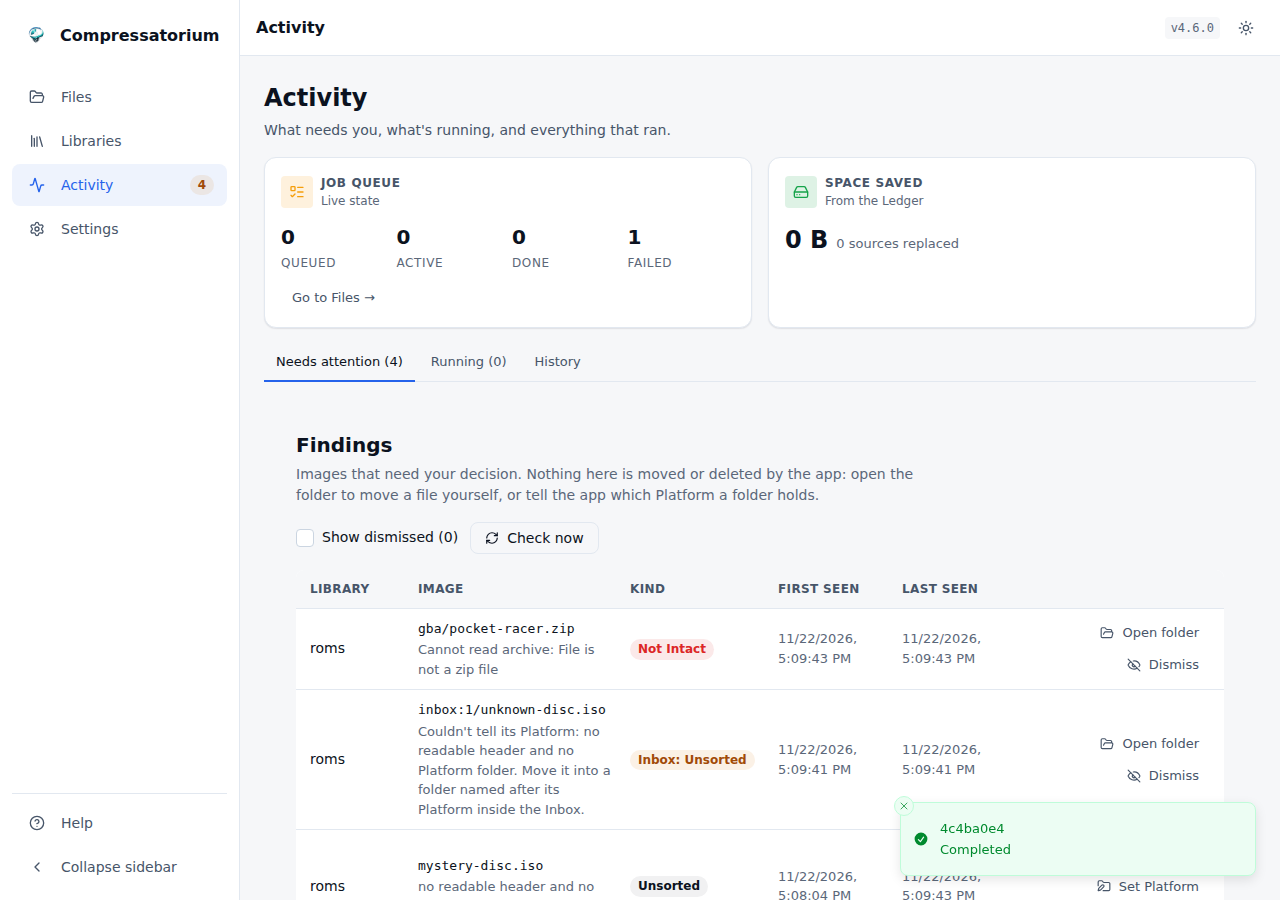 Compressatorium
Files
Libraries
Activity
4
Settings
Help
Collapse sidebar
Activity
v4.6.0
Activity
What needs you, what's running, and everything that ran.
JOB QUEUE
Live state
0
0
0
1
QUEUED
ACTIVE
DONE
FAILED
Go to Files →
SPACE SAVED
From the Ledger
0 B 0 sources replaced
Needs attention (4)
Running (0)
History
Findings
Images that need your decision. Nothing here is moved or deleted by the app: open the
folder to move a file yourself, or tell the app which Platform a folder holds.
Show dismissed (0)
Check now
LIBRARY
IMAGE
KIND
FIRST SEEN
LAST SEEN
roms
gba/pocket-racer.zip
Cannot read archive: File is
not a zip file
Not Intact
11/22/2026,
5:09:43 PM
11/22/2026,
5:09:43 PM
Open folder
Dismiss
roms
inbox:1/unknown-disc.iso
Couldn't tell its Platform: no
readable header and no
Platform folder. Move it into a
folder named after its
Platform inside the Inbox.
Inbox: Unsorted
11/22/2026,
5:09:41 PM
11/22/2026,
5:09:41 PM
Open folder
Dismiss
roms
mystery-disc.iso
no readable header and no
Unsorted
11/22/2026,
5:08:04 PM
11/22/2026,
5:09:43 PM
Set Platform
4c4ba0e4
Completed